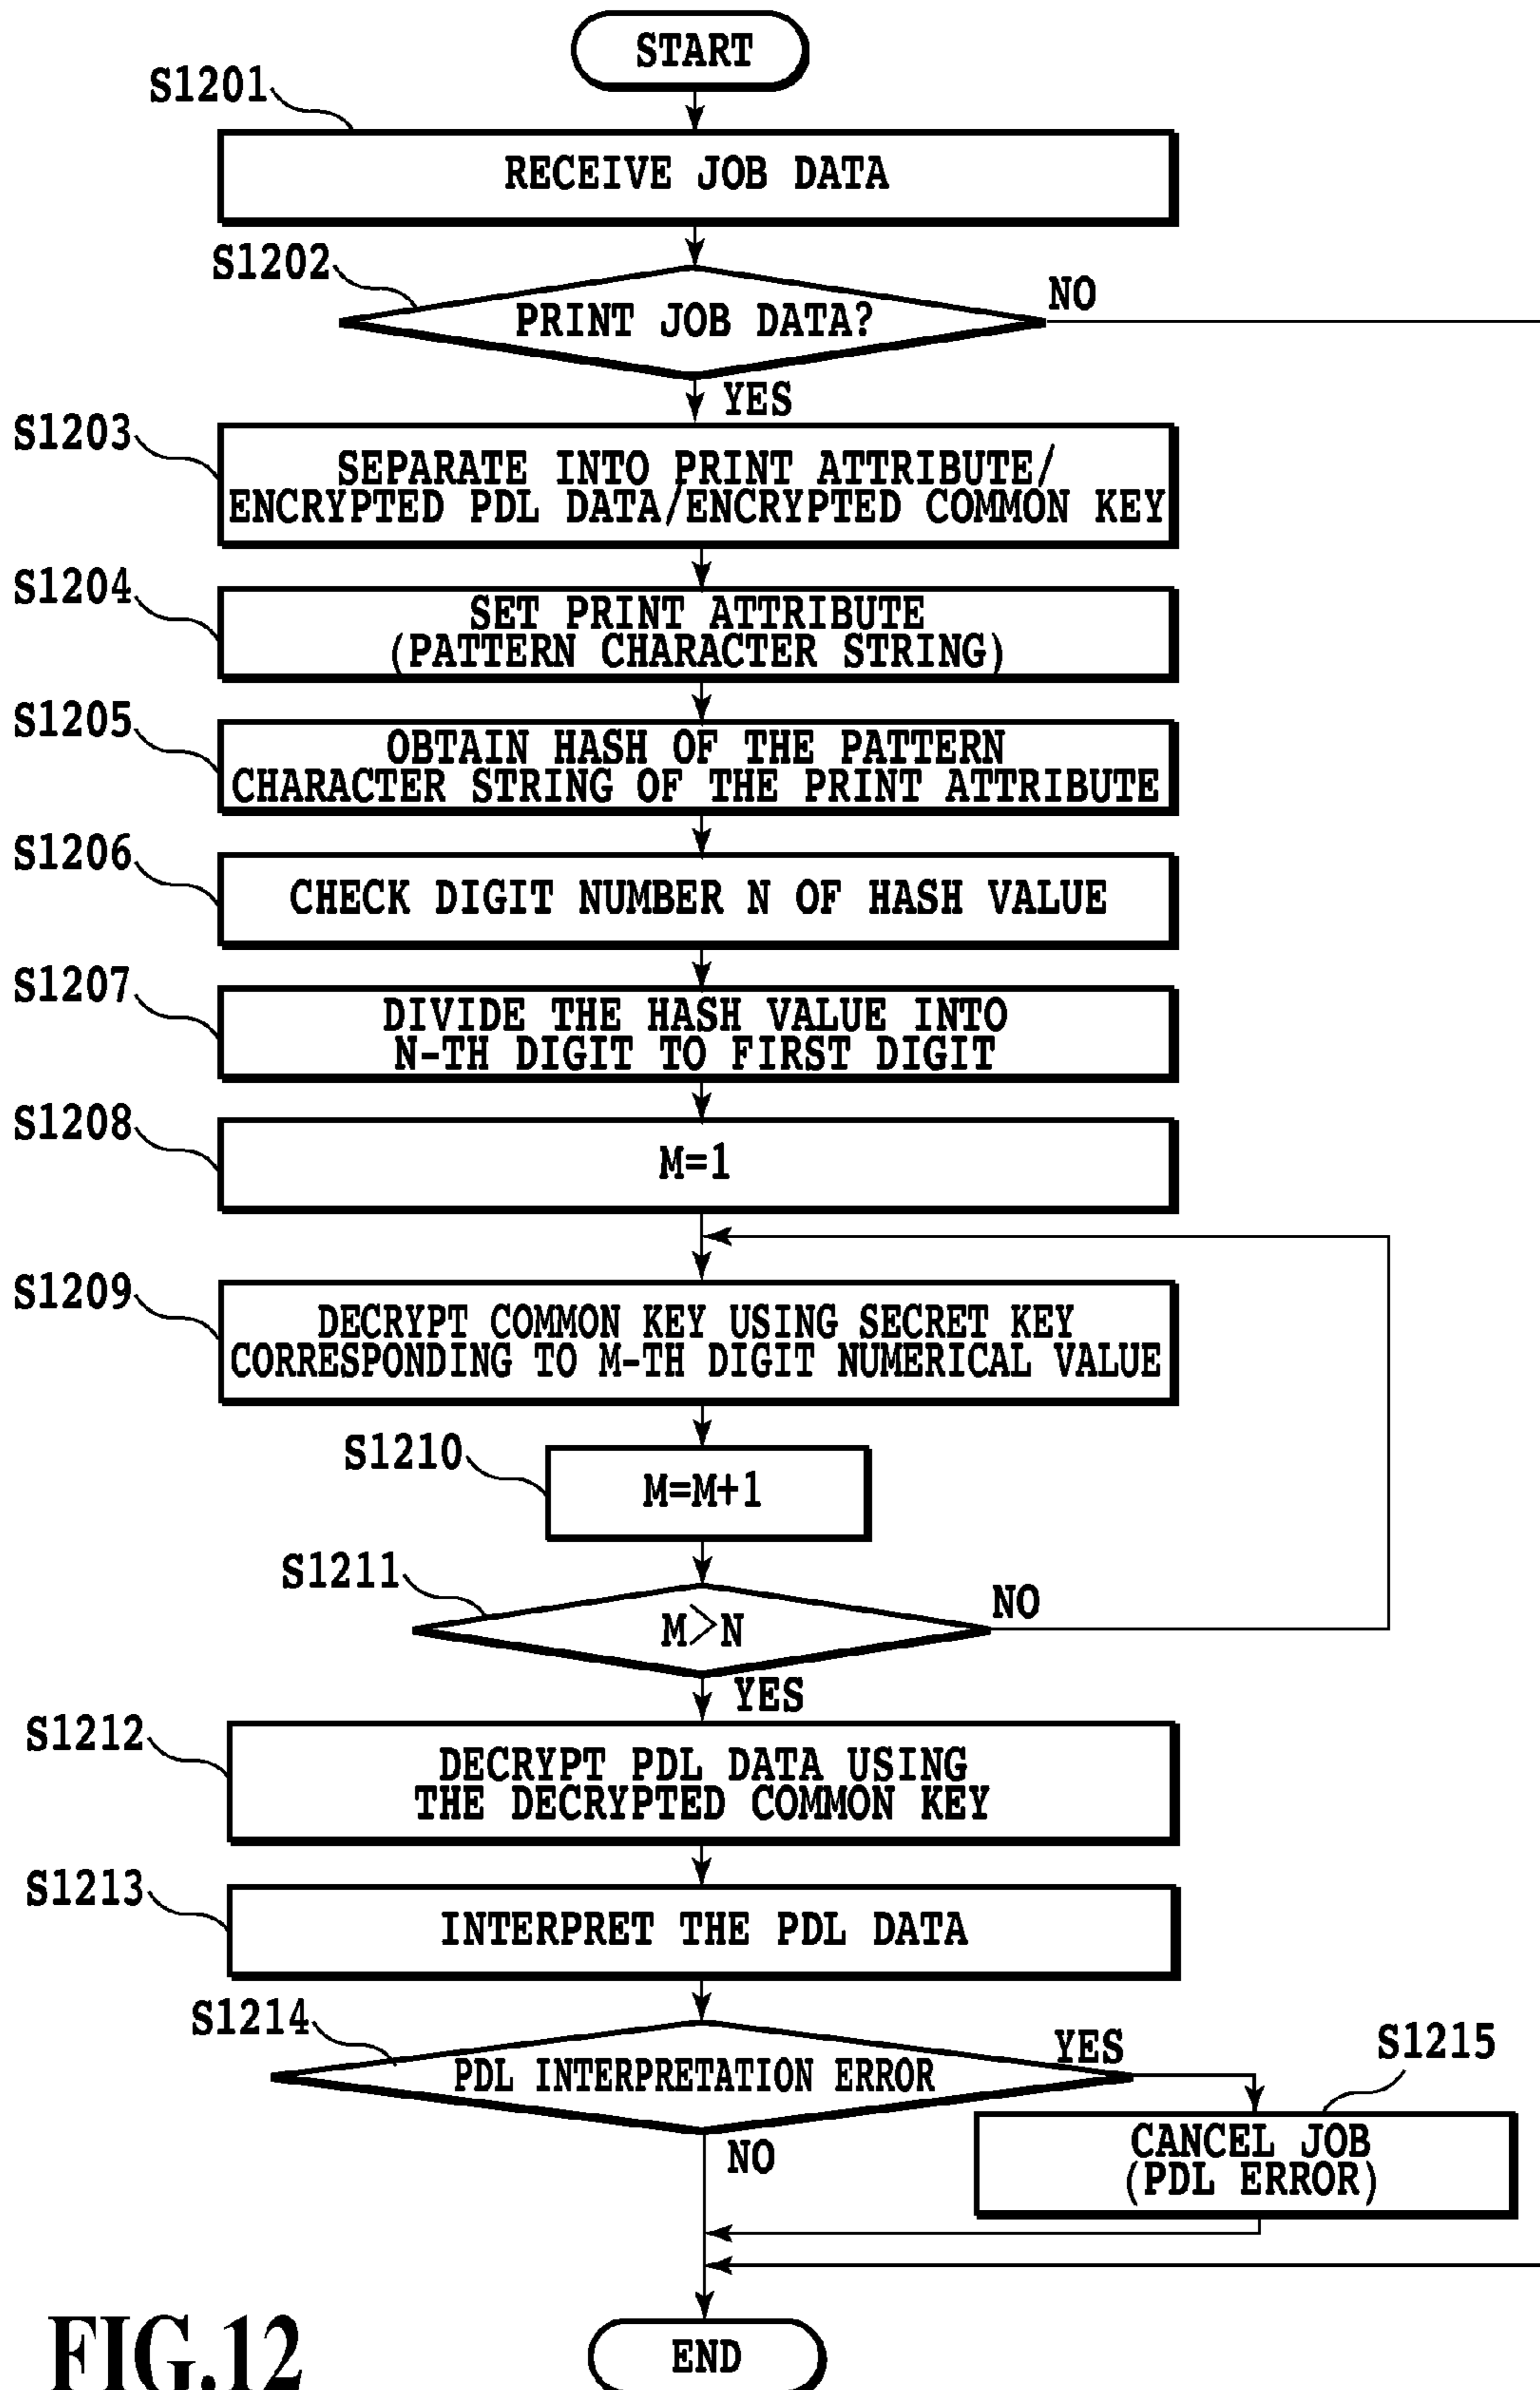 START
S1201
RECEIVE JOB DATA
S1202
PRINT JOB DATA?
NO
YES
S1203
SEPARATE INTO PRINT ATTRIBUTE/
ENCRYPTED PDL DATA/ENCRYPTED COMMON KEY
S1204
SET PRINT ATTRIBUTE
(PATTERN CHARACTER STRING)
S1205
OBTAIN HASH OF THE PATTERN
CHARACTER STRING OF THE PRINT ATTRIBUTE
S1206
CHECK DIGIT NUMBER N OF HASH VALUE
S1207
DIVIDE THE HASH VALUE INTO
N-TH DIGIT TO FIRST DIGIT
S1208
M=1
S1209
DECRYPT COMMON KEY USING SECRET KEY
CORRESPONDING TO M-TH DIGIT NUMERICAL VALUE
S1210
M=M+1
S1211
M>N
NO
YES
S1212
DECRYPT PDL DATA USING
THE DECRYPTED COMMON KEY
S1213
INTERPRET THE PDL DATA
S1214
PDL INTERPRETATION ERROR
YES
S1215
CANCEL JOB
(PDL ERROR)
NO
END
FIG.12